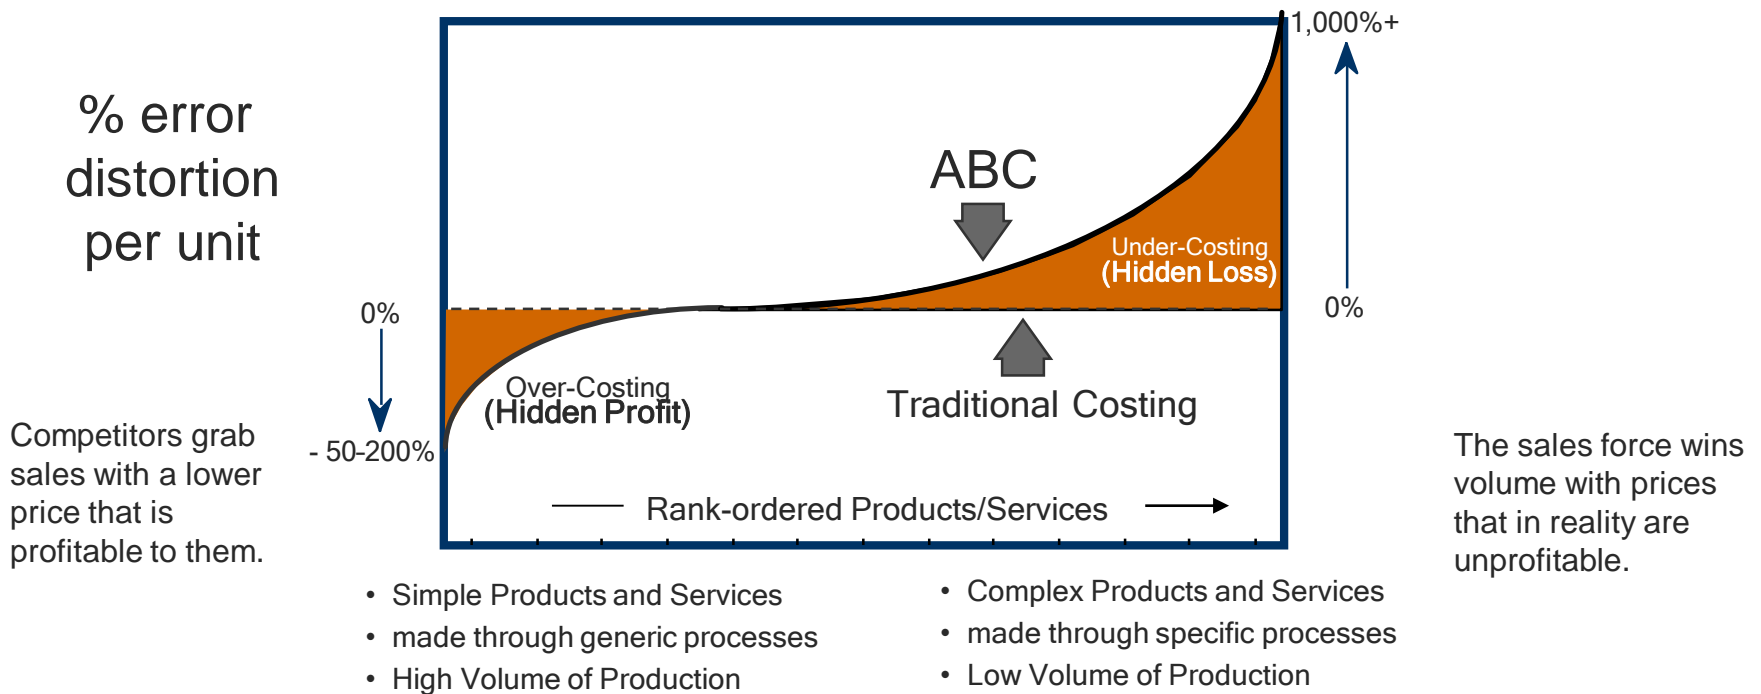 % error
distortion
per unit
1,000%+
ABC
Under-Costing
(Hidden Loss)
0%
0%
Over-Costing
(Hidden Profit)
Traditional Costing
- 50-200%
Competitors grab
sales with a lower
price that is
profitable to them.
The sales force wins
volume with prices
that in reality are
unprofitable.
Rank-ordered Products/Services
• Simple Products and Services
• made through generic processes
• High Volume of Production
• Complex Products and Services
• made through specific processes
• Low Volume of Production